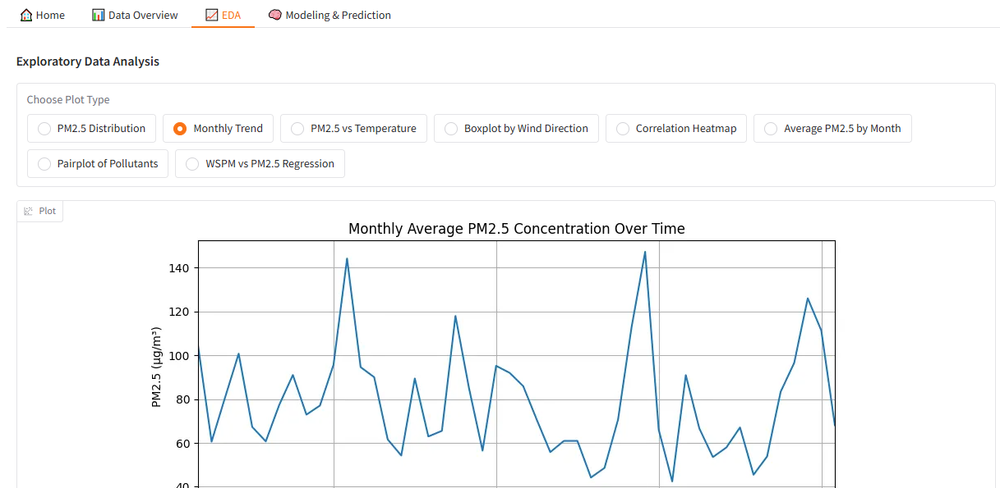 Home Data Overview EDA Modeling & Prediction
Exploratory Data Analysis
Choose Plot Type
PM2.5 Distribution Monthly Trend PM2.5 vs Temperature Boxplot by Wind Direction Correlation Heatmap Average PM2.5 by Month
Pairplot of Pollutants WSPM vs PM2.5 Regression
Plot
Monthly Average PM2.5 Concentration Over Time
140
120
100
80
60
40
PM2.5 (µg/m³)